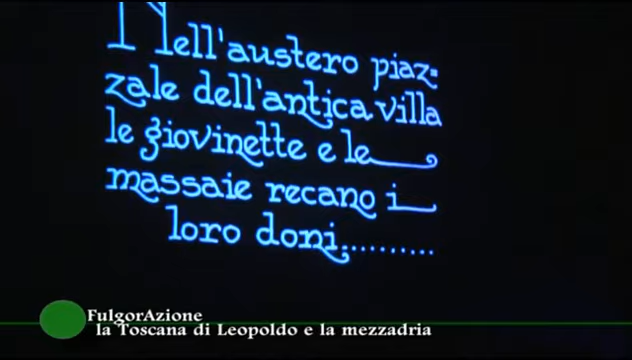 Nell'austero piaz=
zale dell'antica villa
le giovinette e le
massaie recano i
loro doni..........
FulgorAzione
la Toscana di Leopoldo e la mezzadria